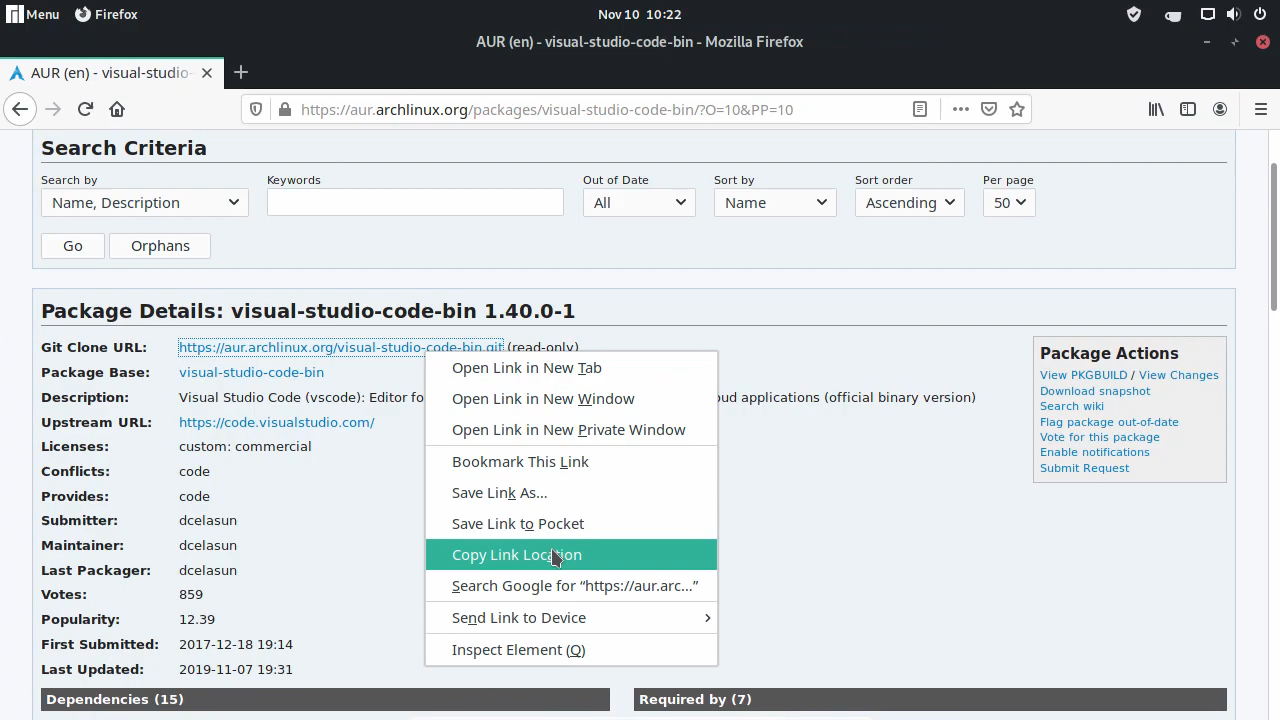 Menu Firefox Nov 10 10:22
AUR (en) - visual-studio-code-bin - Mozilla Firefox
AUR (en) - visual-studio-
https://aur.archlinux.org/packages/visual-studio-code-bin/?O=10&PP=10
Search Criteria
Search by Keywords Out of Date Sort by Sort order Per page
Name, Description All Name Ascending 50
Go Orphans
Package Details: visual-studio-code-bin 1.40.0-1
Git Clone URL: https://aur.archlinux.org/visual-studio-code-bin.git (read-only)
Package Base: visual-studio-code-bin
Description: Visual Studio Code (vscode): Editor fo oud applications (official binary version)
Upstream URL: https://code.visualstudio.com/
Licenses: custom: commercial
Conflicts: code
Provides: code
Submitter: dcelasun
Maintainer: dcelasun
Last Packager: dcelasun
Votes: 859
Popularity: 12.39
First Submitted: 2017-12-18 19:14
Last Updated: 2019-11-07 19:31
Dependencies (15) Required by (7)
Open Link in New Tab
Open Link in New Window
Open Link in New Private Window
Bookmark This Link
Save Link As...
Save Link to Pocket
Copy Link Location
Search Google for “https://aur.arc...”
Send Link to Device
Inspect Element (Q)
Package Actions
View PKGBUILD / View Changes
Download snapshot
Search wiki
Flag package out-of-date
Vote for this package
Enable notifications
Submit Request